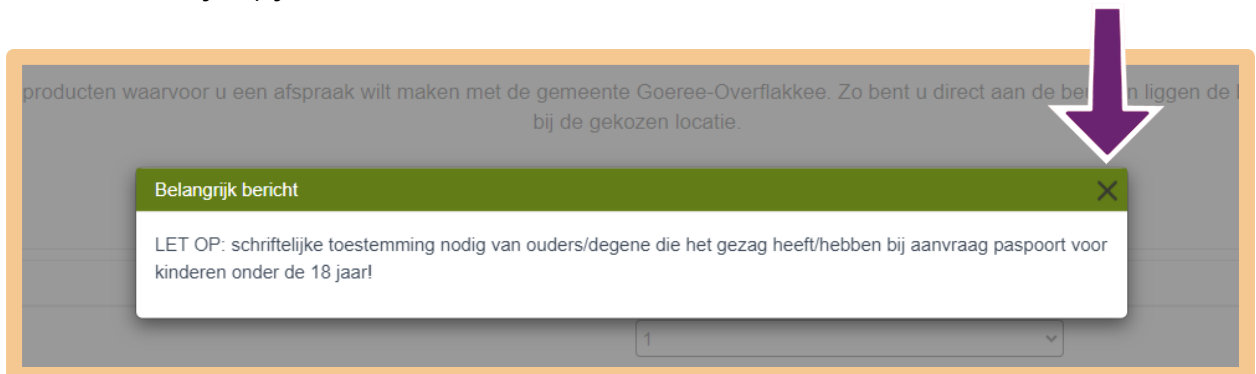 producten waarvoor u een afspraak wilt maken met de gemeente Goeree-Overflakkee. Zo bent u direct aan de liggen de
bij de gekozen locatie.
Belangrijk bericht
LET OP: schriftelijke toestemming nodig van ouders/degene die het gezag heeft/hebben bij aanvraag paspoort voor
kinderen onder de 18 jaar!
1